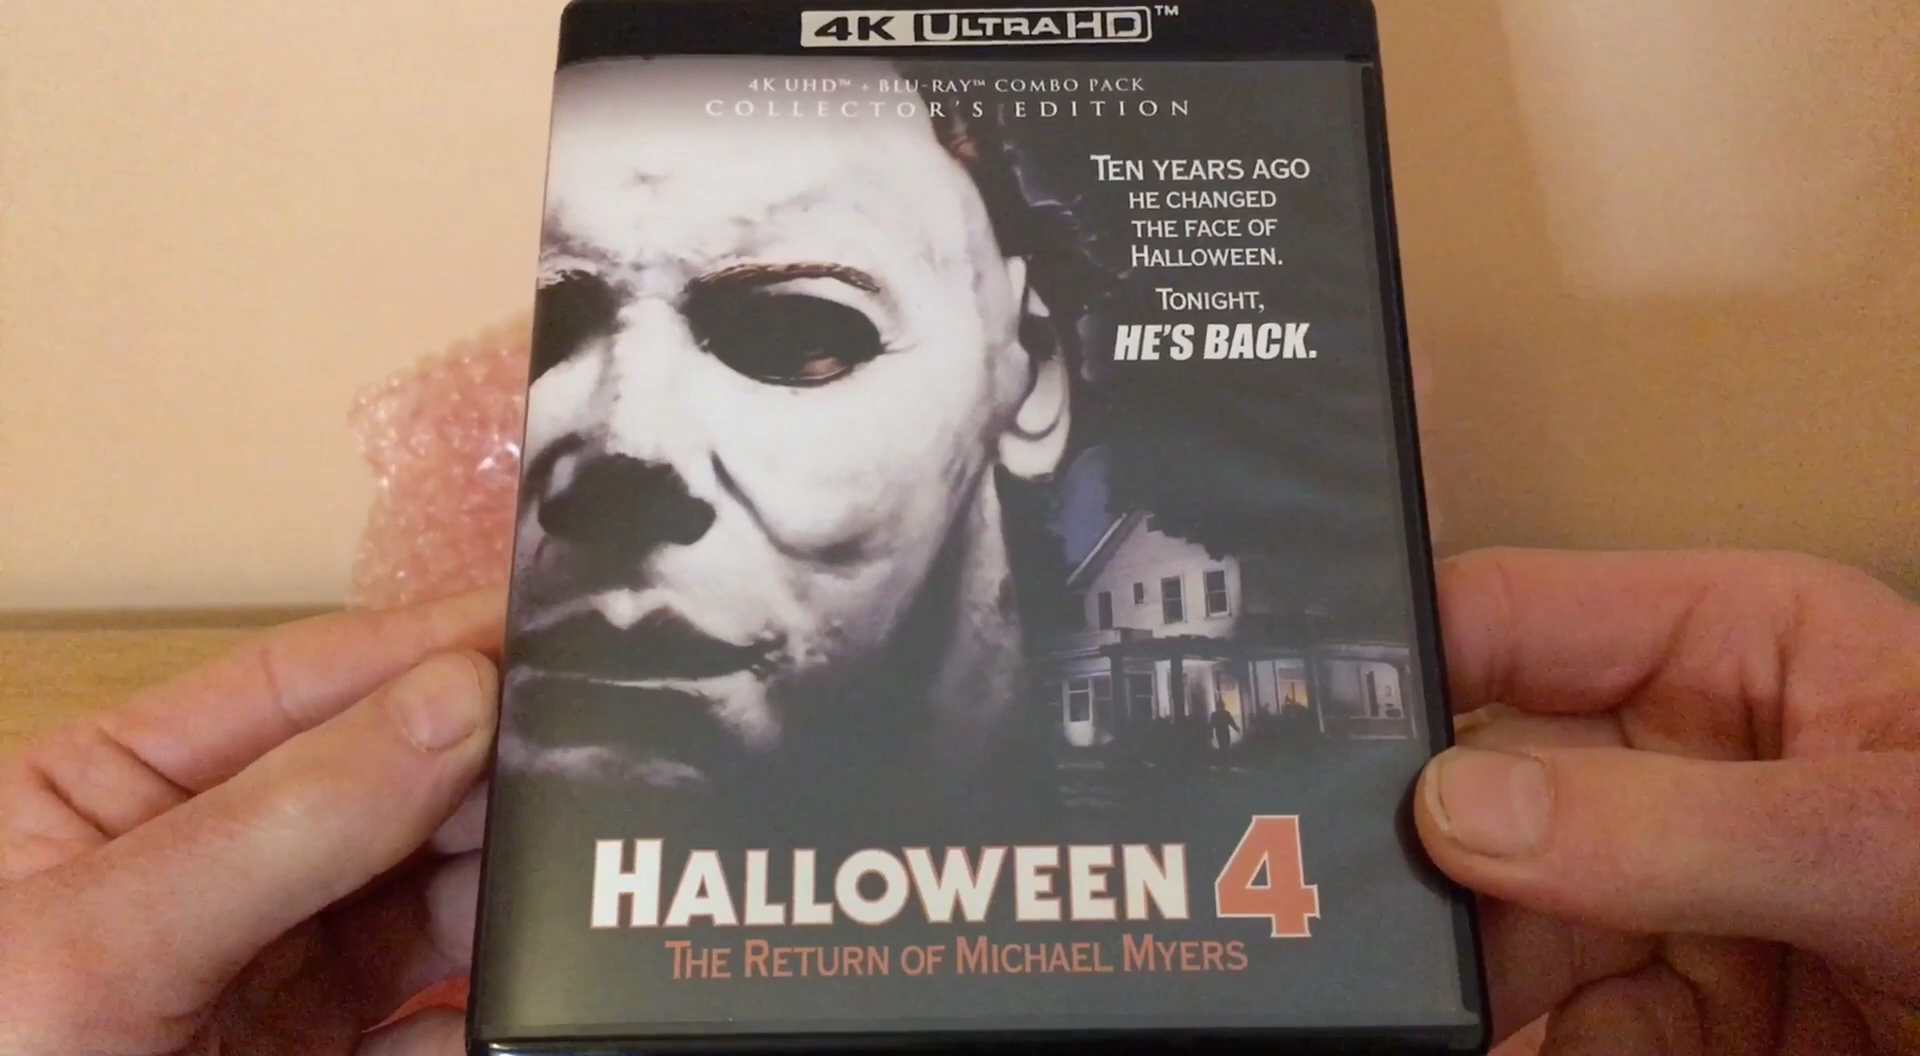 4K ULTRA HD™
4K UHD™ + BLU-RAY™ COMBO PACK
COLLECTOR'S EDITION
TEN YEARS AGO
HE CHANGED
THE FACE OF
HALLOWEEN.
TONIGHT,
HE'S BACK.
HALLOWEEN 4
THE RETURN OF MICHAEL MYERS